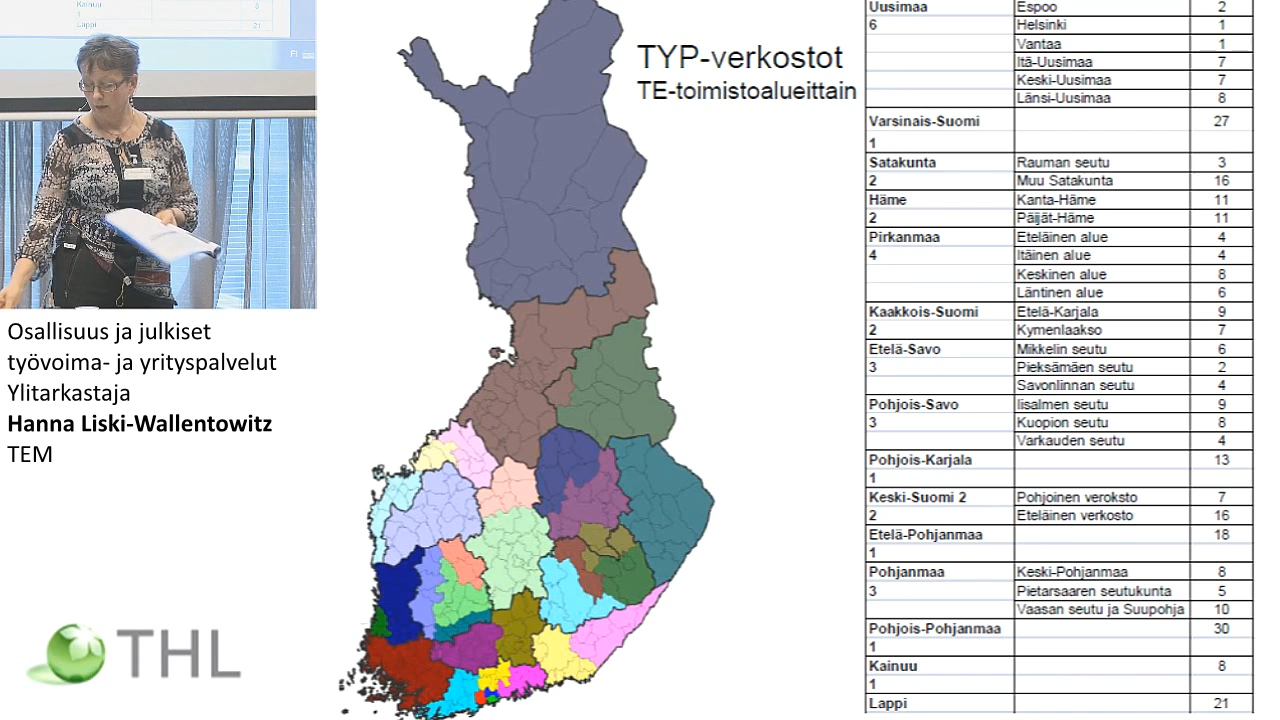 Kainuu 8
1
Lappi 21
FI
Osallisuus ja julkiset
työvoima- ja yrityspalvelut
Ylitarkastaja
Hanna Liski-Wallentowitz
TEM
THL
TYP-verkostot
TE-toimistoalueittain
Uusimaa Espoo 2
6 Helsinki 1
Vantaa 1
Itä-Uusimaa 7
Keski-Uusimaa 7
Länsi-Uusimaa 8
Varsinais-Suomi 27
1
Satakunta Rauman seutu 3
2 Muu Satakunta 16
Häme Kanta-Häme 11
2 Päijät-Häme 11
Pirkanmaa Eteläinen alue 4
4 Itäinen alue 4
Keskinen alue 8
Läntinen alue 6
Kaakkois-Suomi Etelä-Karjala 9
2 Kymenlaakso 7
Etelä-Savo Mikkelin seutu 6
3 Pieksämäen seutu 2
Savonlinnan seutu 4
Pohjois-Savo Iisalmen seutu 9
3 Kuopion seutu 8
Varkauden seutu 4
Pohjois-Karjala 13
1
Keski-Suomi 2 Pohjoinen veroksto 7
2 Eteläinen verkosto 16
Etelä-Pohjanmaa 18
1
Pohjanmaa Keski-Pohjanmaa 8
3 Pietarsaaren seutukunta 5
Vaasan seutu ja Suupohja 10
Pohjois-Pohjanmaa 30
1
Kainuu 8
1
Lappi 21